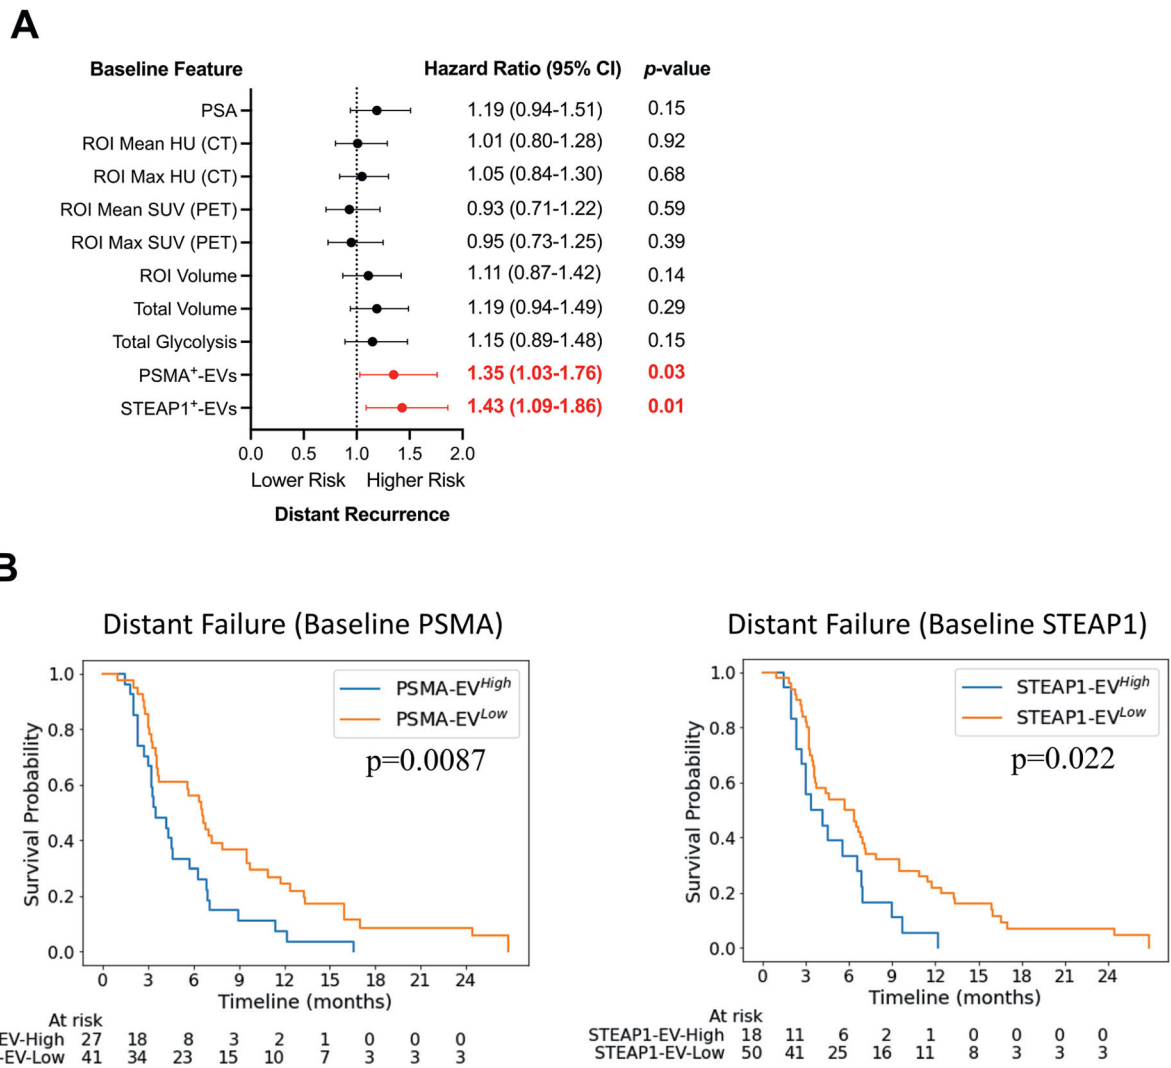 A
Baseline Feature Hazard Ratio (95% CI) p-value
PSA 1.19 (0.94-1.51) 0.15
ROI Mean HU (CT) 1.01 (0.80-1.28) 0.92
ROI Max HU (CT) 1.05 (0.84-1.30) 0.68
ROI Mean SUV (PET) 0.93 (0.71-1.22) 0.59
ROI Max SUV (PET) 0.95 (0.73-1.25) 0.39
ROI Volume 1.11 (0.87-1.42) 0.14
Total Volume 1.19 (0.94-1.49) 0.29
Total Glycolysis 1.15 (0.89-1.48) 0.15
PSMA⁺-EVs 1.35 (1.03-1.76) 0.03
STEAP1⁺-EVs 1.43 (1.09-1.86) 0.01
0.0 0.5 1.0 1.5 2.0
Lower Risk Higher Risk
Distant Recurrence
B
Distant Failure (Baseline PSMA)
PSMA-EV^High
PSMA-EV^Low
p=0.0087
Survival Probability
1.0
0.8
0.6
0.4
0.2
0.0
0 3 6 9 12 15 18 21 24
Timeline (months)
At risk
EV-High 27 18 8 3 2 1 0 0 0
-EV-Low 41 34 23 15 10 7 3 3 3
Distant Failure (Baseline STEAP1)
STEAP1-EV^High
STEAP1-EV^Low
p=0.022
Survival Probability
1.0
0.8
0.6
0.4
0.2
0.0
0 3 6 9 12 15 18 21 24
Timeline (months)
At risk
STEAP1-EV-High 18 11 6 2 1 0 0 0 0
STEAP1-EV-Low 50 41 25 16 11 8 3 3 3